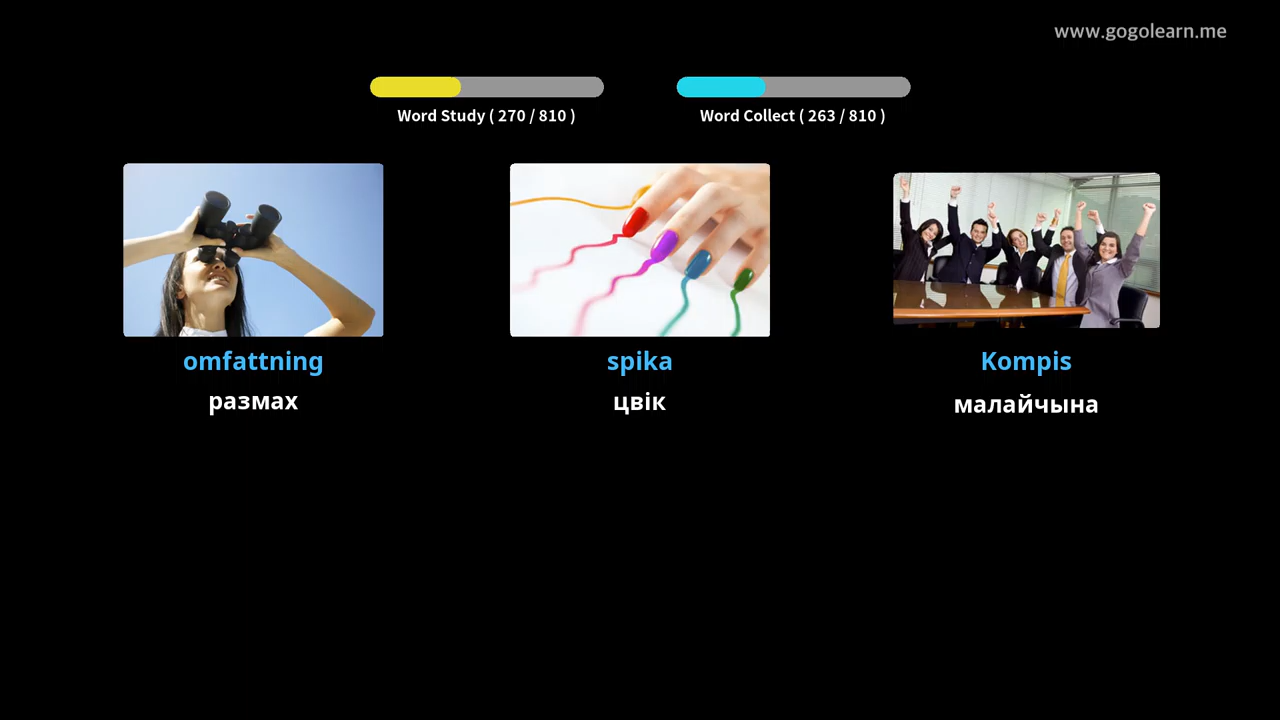 www.gogolearn.me
Word Study ( 270 / 810 )
Word Collect ( 263 / 810 )
omfattning
spika
Kompis
размах
цвік
малайчына